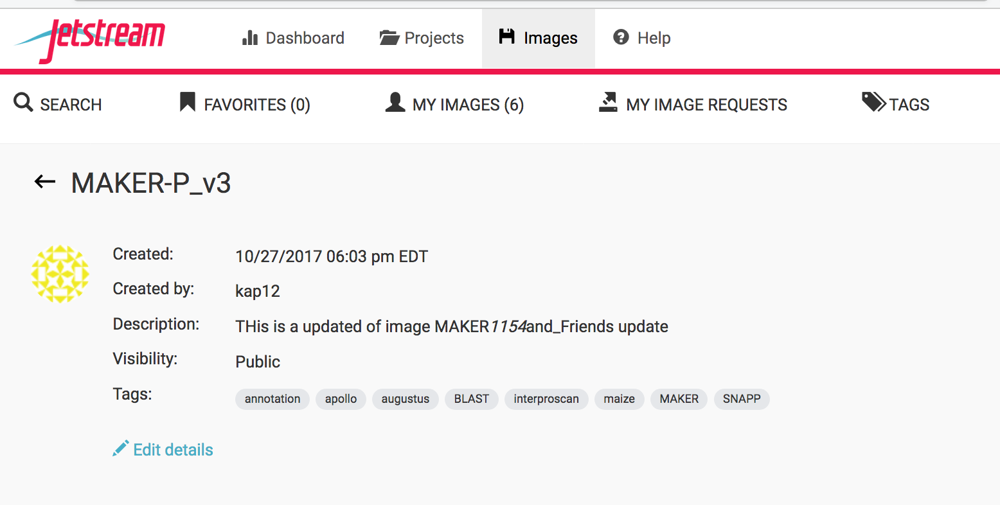 Jetstream Dashboard Projects Images Help
SEARCH FAVORITES (0) MY IMAGES (6) MY IMAGE REQUESTS TAGS
MAKER-P_v3
Created: 10/27/2017 06:03 pm EDT
Created by: kap12
Description: THis is a updated of image MAKER1154and_Friends update
Visibility: Public
Tags: annotation apollo augustus BLAST interproscan maize MAKER SNAPP
Edit details